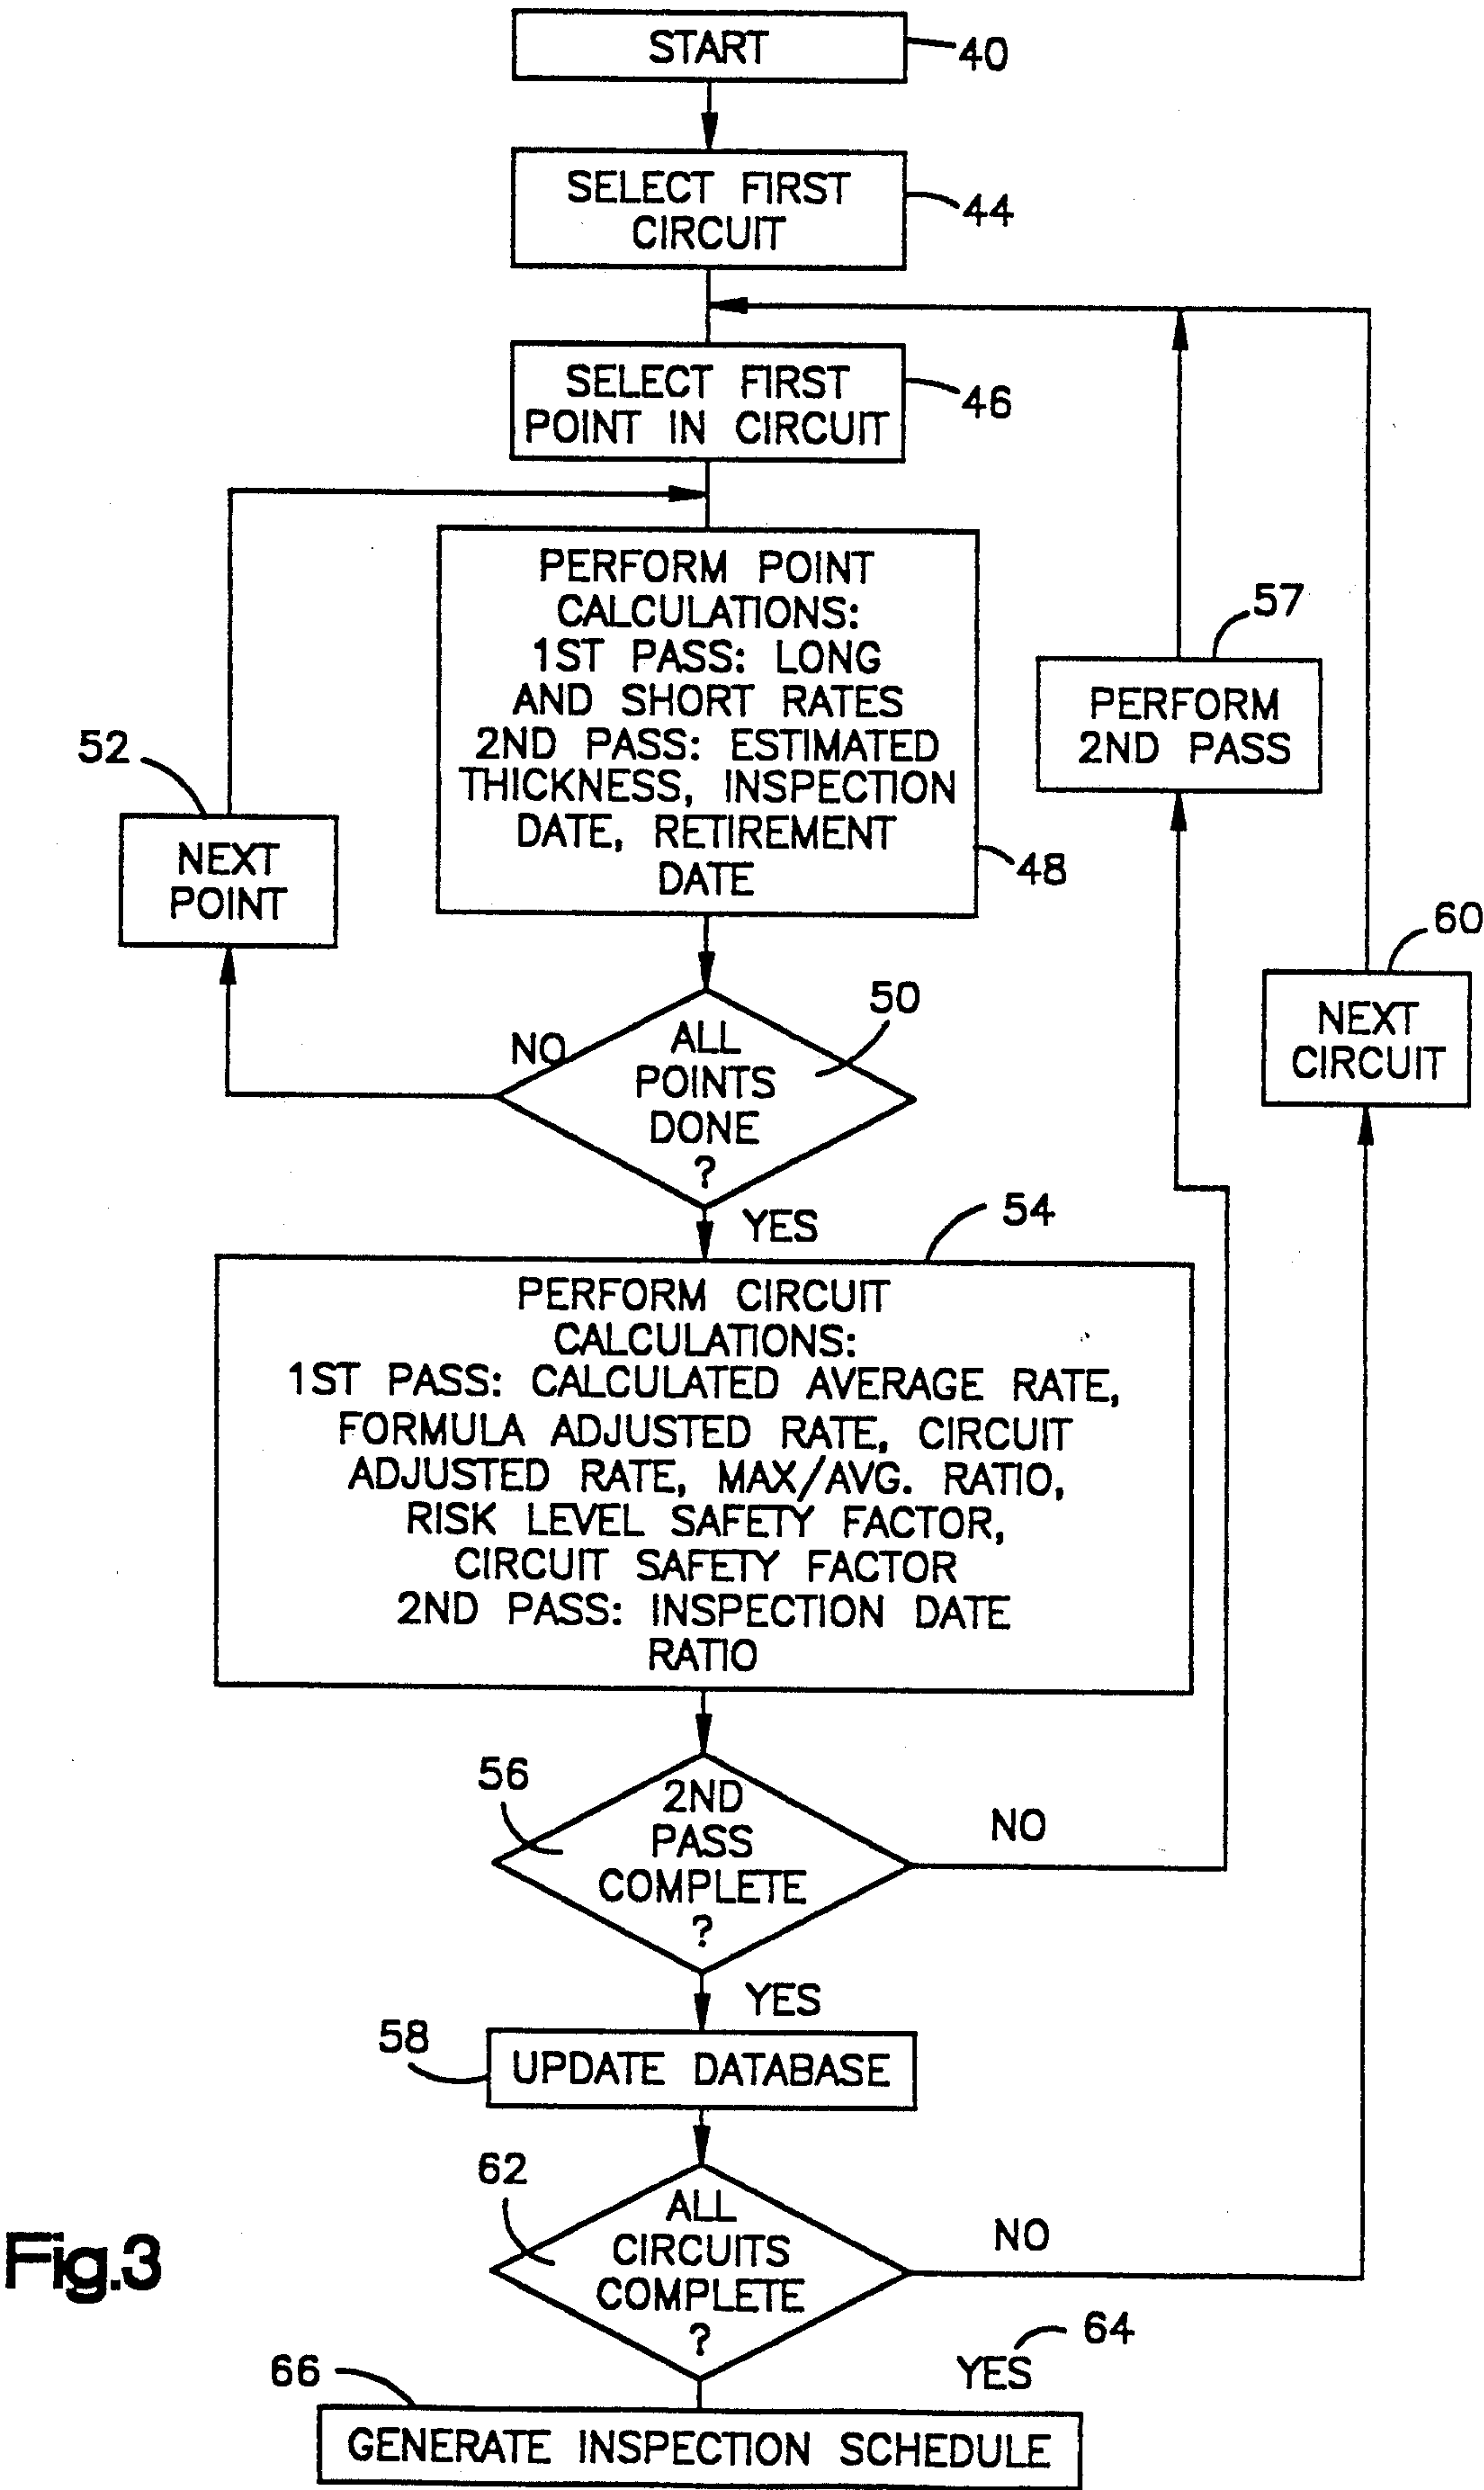 START
40
SELECT FIRST
CIRCUIT
44
SELECT FIRST
POINT IN CIRCUIT
46
PERFORM POINT
CALCULATIONS:
1ST PASS: LONG
AND SHORT RATES
2ND PASS: ESTIMATED
THICKNESS, INSPECTION
DATE, RETIREMENT
DATE
48
57
PERFORM
2ND PASS
52
NEXT
POINT
60
NEXT
CIRCUIT
50
NO
ALL
POINTS
DONE
?
YES
54
PERFORM CIRCUIT
CALCULATIONS:
1ST PASS: CALCULATED AVERAGE RATE,
FORMULA ADJUSTED RATE, CIRCUIT
ADJUSTED RATE, MAX/AVG. RATIO,
RISK LEVEL SAFETY FACTOR,
CIRCUIT SAFETY FACTOR
2ND PASS: INSPECTION DATE
RATIO
56
2ND
PASS
COMPLETE
?
NO
YES
58
UPDATE DATABASE
62
ALL
CIRCUITS
COMPLETE
?
NO
Fig.3
64
YES
66
GENERATE INSPECTION SCHEDULE